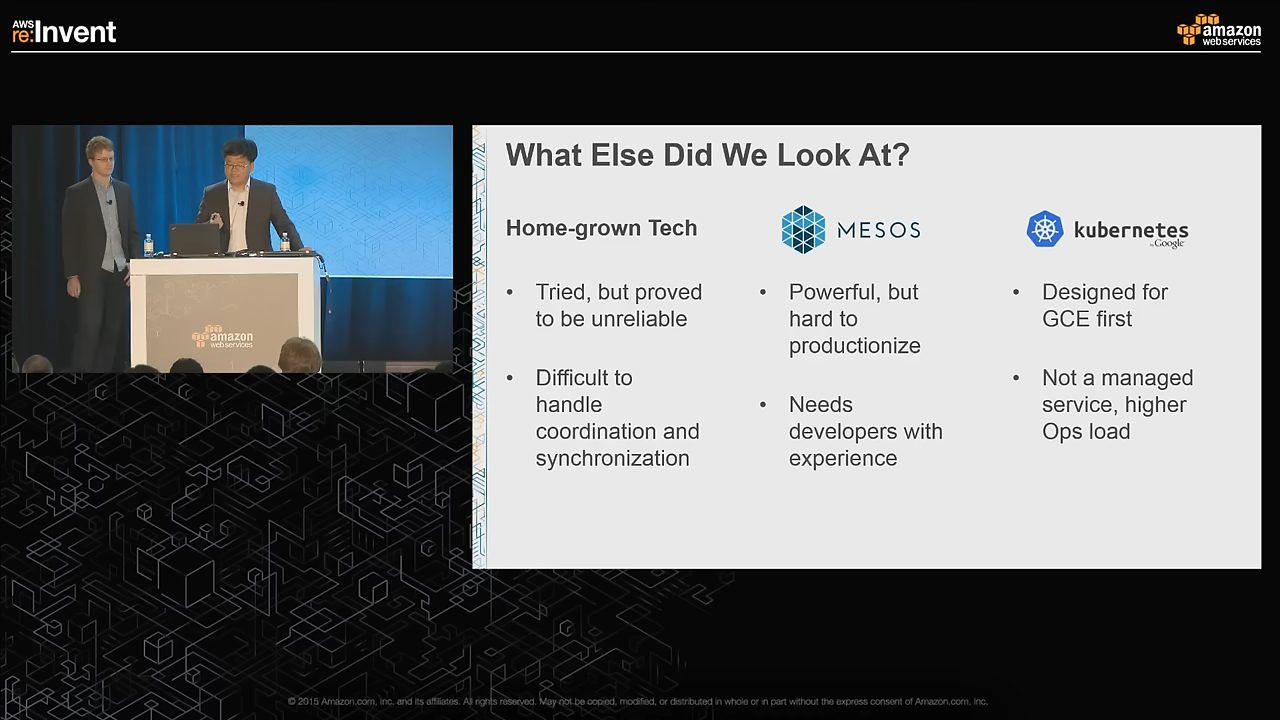 AWS
re:Invent
amazon
web services
What Else Did We Look At?
Home-grown Tech
• Tried, but proved
to be unreliable
• Difficult to
handle
coordination and
synchronization
MESOS
• Powerful, but
hard to
productionize
• Needs
developers with
experience
kubernetes
by Google
• Designed for
GCE first
• Not a managed
service, higher
Ops load
amazon
web services
© 2015 Amazon.com, Inc. and its affiliates. All rights reserved. May not be copied, modified, or distributed in whole or in part without the express consent of Amazon.com, Inc.